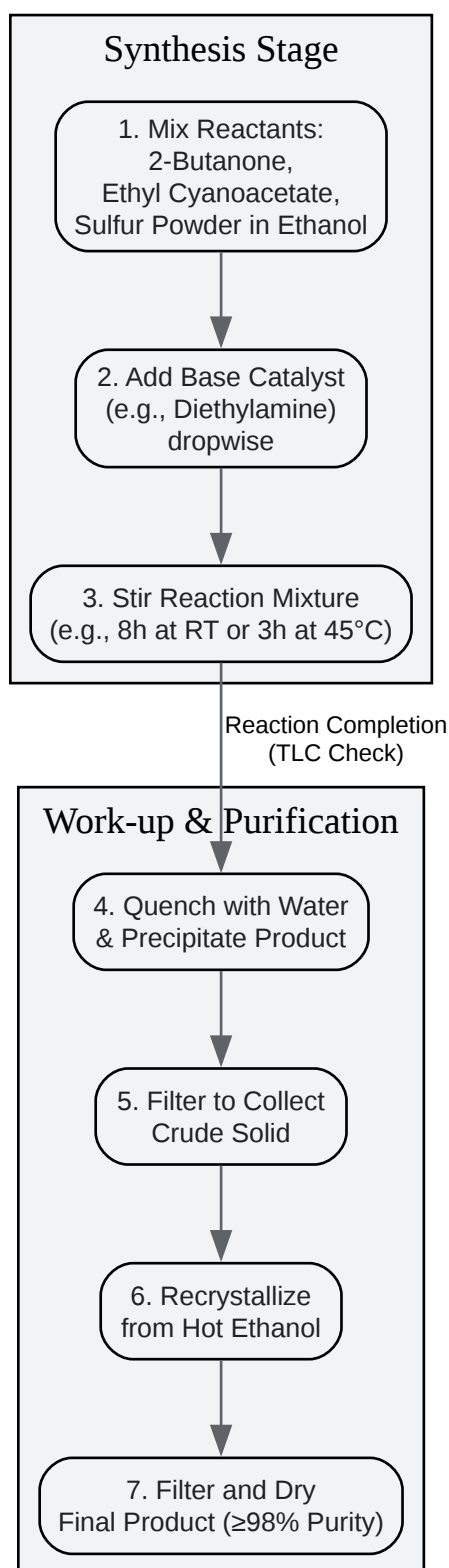 Synthesis Stage
1. Mix Reactants:
2-Butanone,
Ethyl Cyanoacetate,
Sulfur Powder in Ethanol
2. Add Base Catalyst
(e.g., Diethylamine)
dropwise
3. Stir Reaction Mixture
(e.g., 8h at RT or 3h at 45°C)
Reaction Completion
(TLC Check)
Work-up & Purification
4. Quench with Water
& Precipitate Product
5. Filter to Collect
Crude Solid
6. Recrystallize
from Hot Ethanol
7. Filter and Dry
Final Product (≥98% Purity)